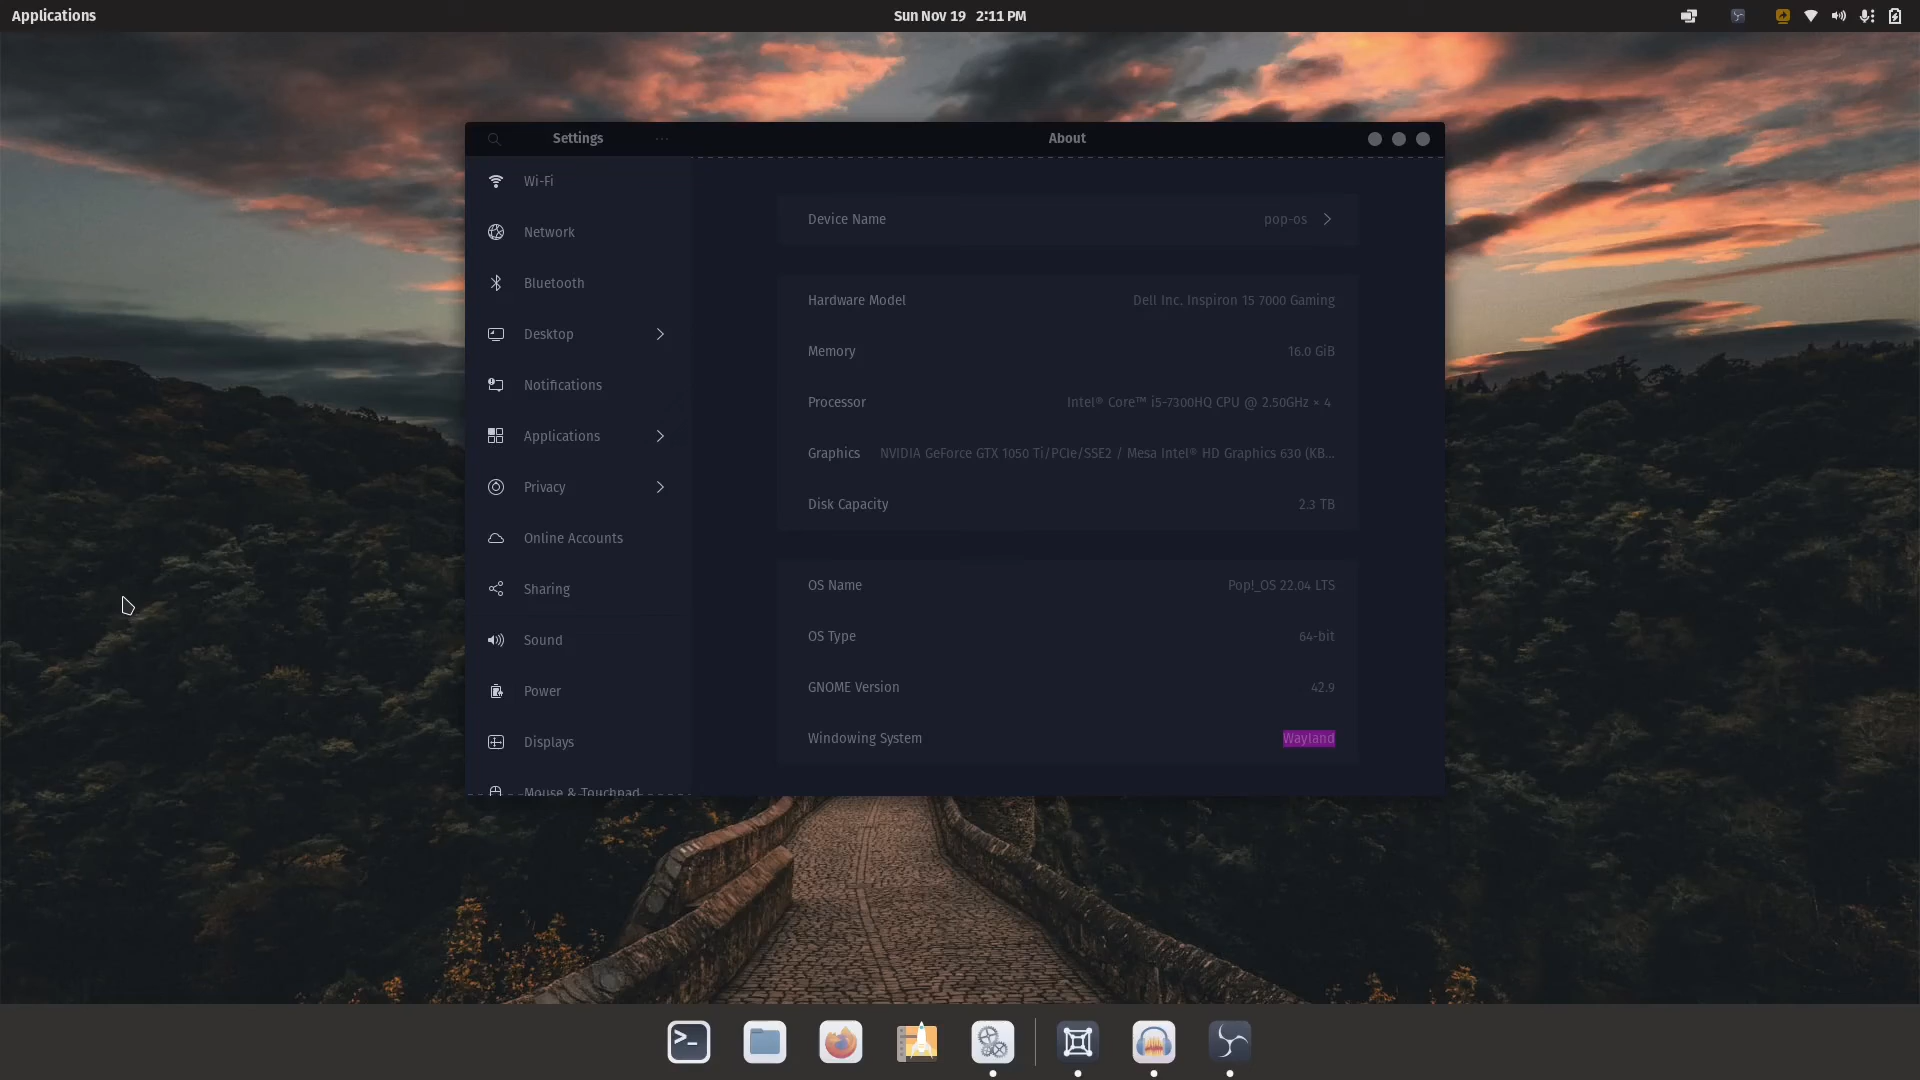 Applications
Sun Nov 19 2:11 PM
Settings
About
Wi-Fi
Network
Bluetooth
Desktop
Notifications
Applications
Privacy
Online Accounts
Sharing
Sound
Power
Displays
Mouse & Touchpad
Device Name pop-os
Hardware Model Dell Inc. Inspiron 15 7000 Gaming
Memory 16.0 GiB
Processor Intel® Core™ i5-7300HQ CPU @ 2.50GHz × 4
Graphics NVIDIA GeForce GTX 1050 Ti/PCIe/SSE2 / Mesa Intel® HD Graphics 630 (KB...
Disk Capacity 2.3 TB
OS Name Pop!_OS 22.04 LTS
OS Type 64-bit
GNOME Version 42.9
Windowing System Wayland